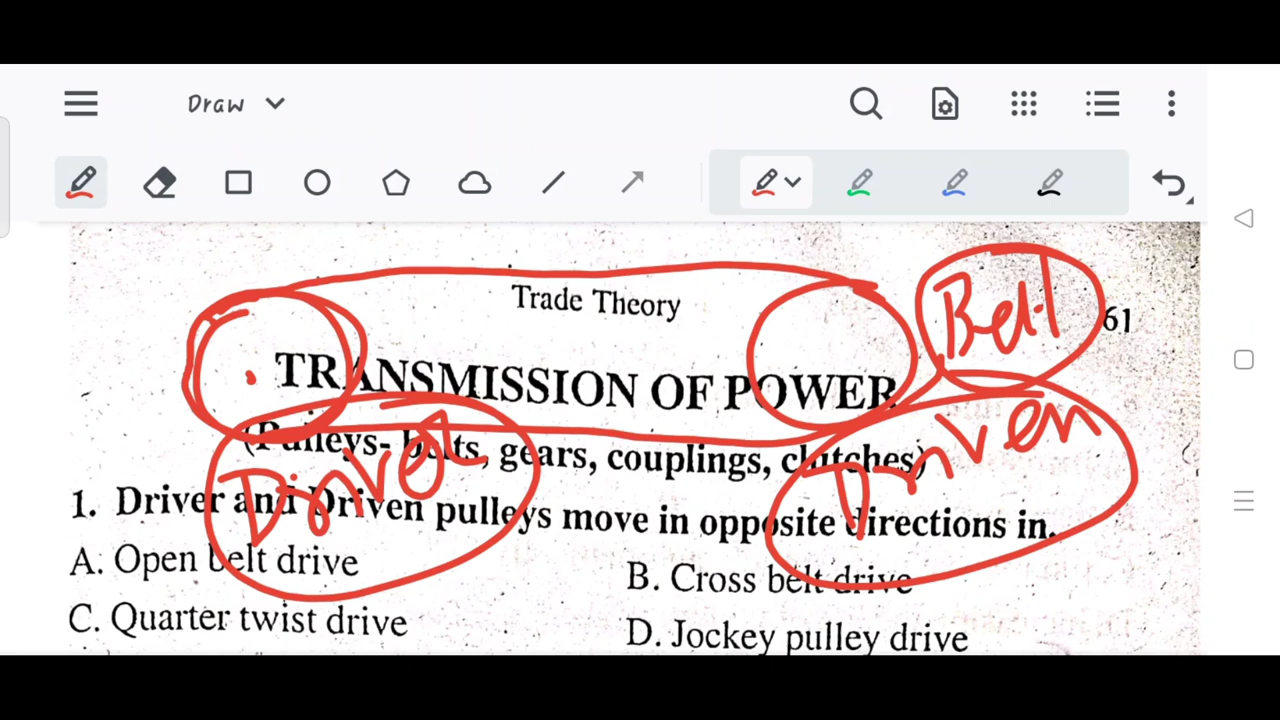 Draw
Trade Theory
Belt
61
TRANSMISSION OF POWER
(Pulleys- belts, gears, couplings, clutches)
Driver
Driven
1. Driver and Driven pulleys move in opposite directions in.
A. Open belt drive
B. Cross belt drive
C. Quarter twist drive
D. Jockey pulley drive